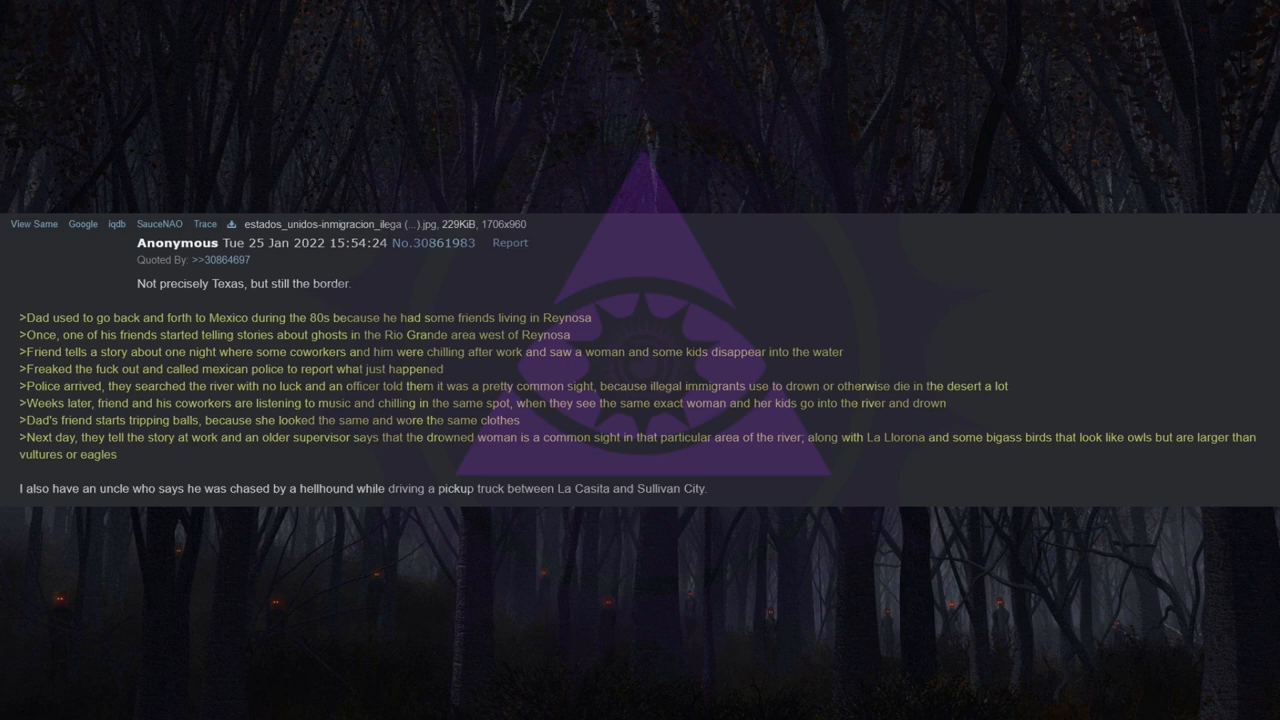 View Same Google iqdb SauceNAO Trace estados_unidos-inmigracion_ilega (...).jpg, 229KiB, 1706x960
Anonymous Tue 25 Jan 2022 15:54:24 No.30861983 Report
Quoted By: >>30864697
Not precisely Texas, but still the border.
>Dad used to go back and forth to Mexico during the 80s because he had some friends living in Reynosa
>Once, one of his friends started telling stories about ghosts in the Rio Grande area west of Reynosa
>Friend tells a story about one night where some coworkers and him were chilling after work and saw a woman and some kids disappear into the water
>Freaked the fuck out and called mexican police to report what just happened
>Police arrived, they searched the river with no luck and an officer told them it was a pretty common sight, because illegal immigrants use to drown or otherwise die in the desert a lot
>Weeks later, friend and his coworkers are listening to music and chilling in the same spot, when they see the same exact woman and her kids go into the river and drown
>Dad's friend starts tripping balls, because she looked the same and wore the same clothes
>Next day, they tell the story at work and an older supervisor says that the drowned woman is a common sight in that particular area of the river; along with La Llorona and some bigass birds that look like owls but are larger than
vultures or eagles
I also have an uncle who says he was chased by a hellhound while driving a pickup truck between La Casita and Sullivan City.